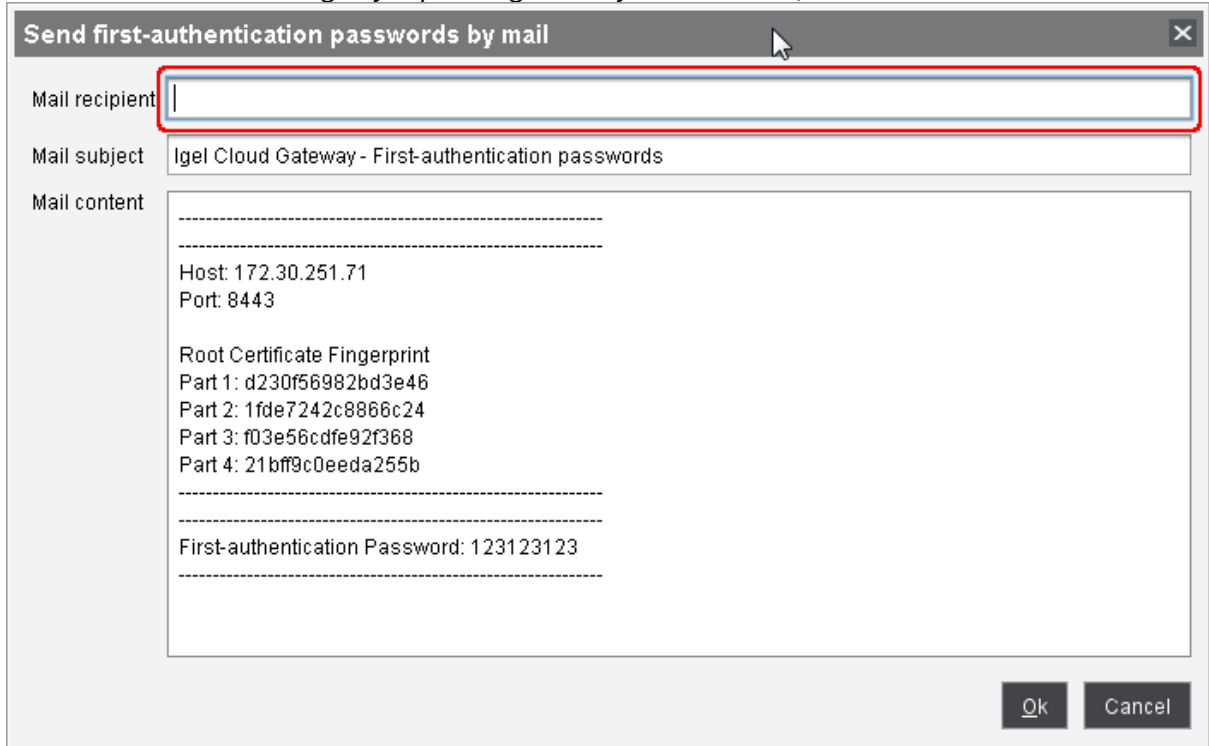 Send first-authentication passwords by mail
Mail recipient
Mail subject Igel Cloud Gateway - First-authentication passwords
Mail content
--------------------------------------------------------------
--------------------------------------------------------------
Host: 172.30.251.71
Port: 8443
Root Certificate Fingerprint
Part 1: d230f56982bd3e46
Part 2: 1fde7242c8866c24
Part 3: f03e56cdfe92f368
Part 4: 21bff9c0eeda255b
--------------------------------------------------------------
--------------------------------------------------------------
First-authentication Password: 123123123
--------------------------------------------------------------
Ok Cancel